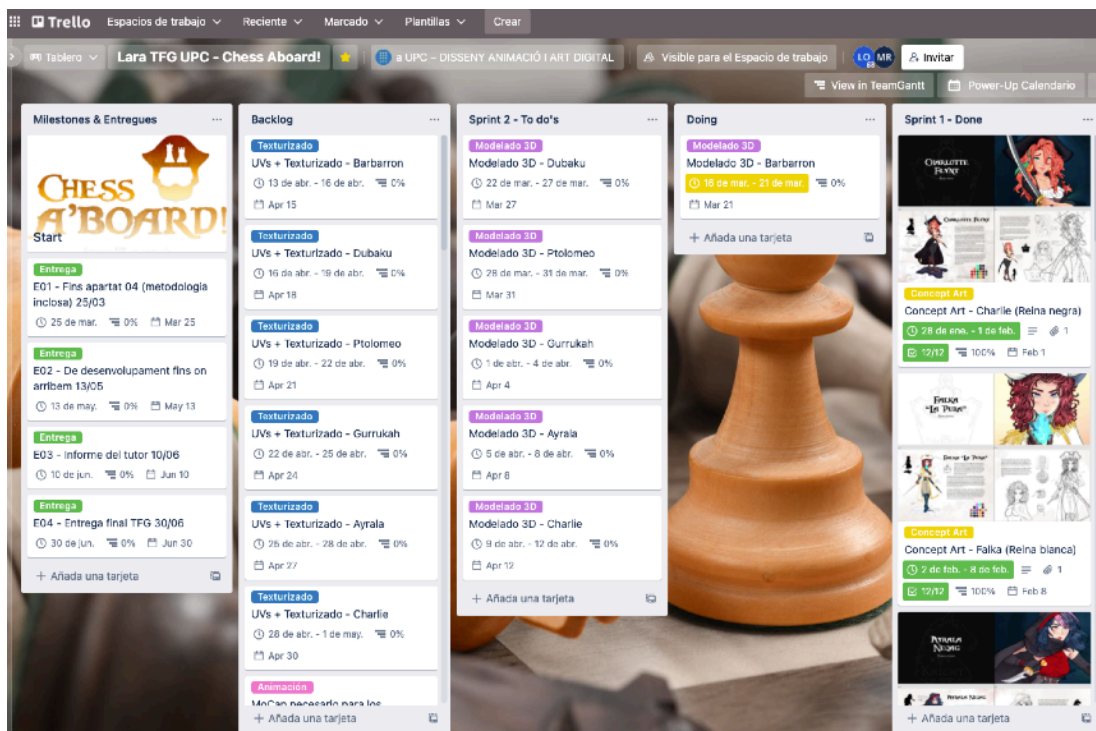 Trello
Espacios de trabajo
Reciente
Marcado
Plantillas
Crear
Tablero
Lara TFG UPC - Chess Aboard!
a UPC - DISSENY ANIMACIÓ I ART DIGITAL
Visible para el Espacio de trabajo
LO
MR
Invitar
View in TeamGantt
Power-Up Calendario
Milestones & Entregues
CHESS
A'BOARD!
Start
Entrega
E01 - Fins apartat 04 (metodologia
inclosa) 25/03
25 de mar.
0%
Mar 25
Entrega
E02 - De desenvolupament fins on
arribem 13/05
13 de may.
0%
May 13
Entrega
E03 - Informe del tutor 10/06
10 de jun.
0%
Jun 10
Entrega
E04 - Entrega final TFG 30/06
30 de jun.
0%
Jun 30
+ Añada una tarjeta
Backlog
Texturizado
UVs + Texturizado - Barbarron
13 de abr. - 16 de abr.
0%
Apr 15
Texturizado
UVs + Texturizado - Dubaku
16 de abr. - 19 de abr.
0%
Apr 18
Texturizado
UVs + Texturizado - Ptolomeo
19 de abr. - 22 de abr.
0%
Apr 21
Texturizado
UVs + Texturizado - Gurrukah
22 de abr. - 25 de abr.
0%
Apr 24
Texturizado
UVs + Texturizado - Ayrala
25 de abr. - 28 de abr.
0%
Apr 27
Texturizado
UVs + Texturizado - Charlie
28 de abr. - 1 de may.
0%
Apr 30
Animación
MoCap necesario para los
+ Añada una tarjeta
Sprint 2 - To do's
Modelado 3D
Modelado 3D - Dubaku
22 de mar. - 27 de mar.
0%
Mar 27
Modelado 3D
Modelado 3D - Ptolomeo
28 de mar. - 31 de mar.
0%
Mar 31
Modelado 3D
Modelado 3D - Gurrukah
1 de abr. - 4 de abr.
0%
Apr 4
Modelado 3D
Modelado 3D - Ayrala
5 de abr. - 8 de abr.
0%
Apr 8
Modelado 3D
Modelado 3D - Charlie
9 de abr. - 12 de abr.
0%
Apr 12
+ Añada una tarjeta
Doing
Modelado 3D
Modelado 3D - Barbarron
16 de mar. - 21 de mar.
0%
Mar 21
+ Añada una tarjeta
Sprint 1 - Done
CHARLOTTE
FLYNT
CHARLOTTE FLYNT
Concept Art
Concept Art - Charlie (Reina negra)
28 de ene. - 1 de feb.
1
12/12
100%
Feb 1
FALKA
"LA PURA"
FALKA "LA PURA"
Concept Art
Concept Art - Falka (Reina blanca)
2 de feb. - 8 de feb.
1
12/12
100%
Feb 8
+ Añada una tarjeta